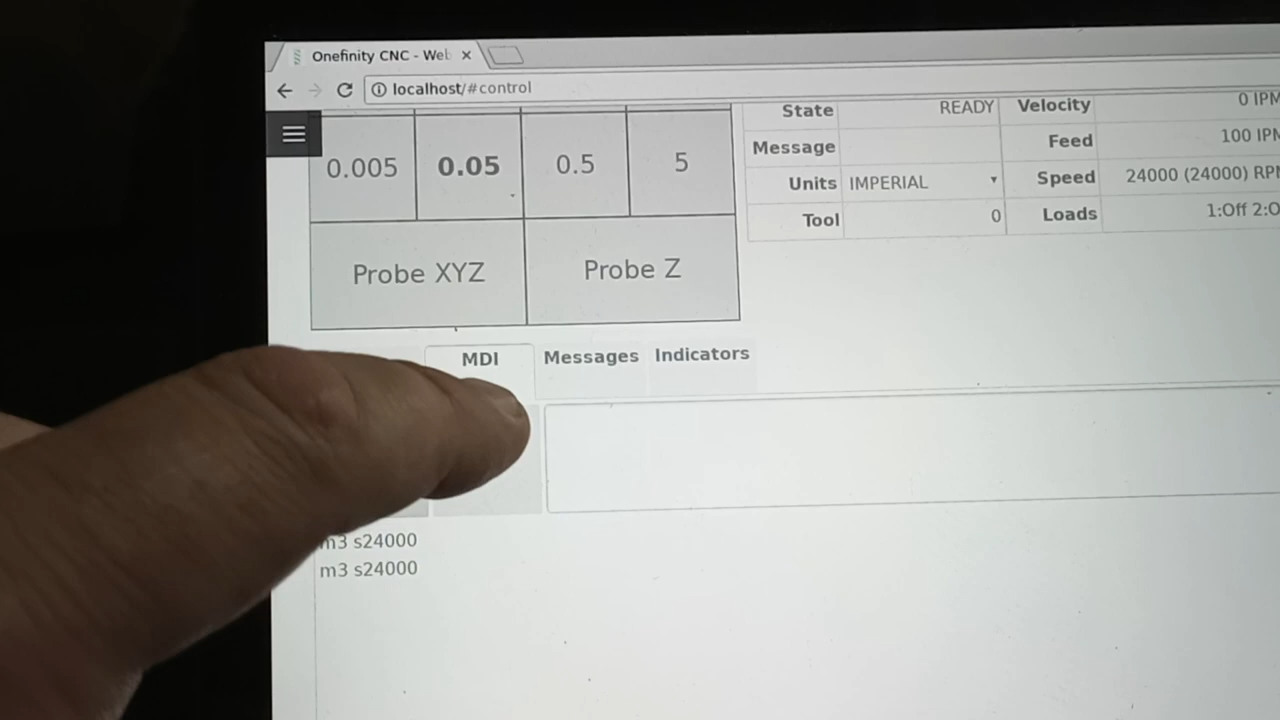 Onefinity CNC - Web
localhost/#control
0.005 0.05 0.5 5
Probe XYZ Probe Z
State READY Velocity 0 IPM
Message Feed 100 IPM
Units IMPERIAL Speed 24000 (24000) RPM
Tool 0 Loads 1:Off 2:O
MDI Messages Indicators
m3 s24000
m3 s24000